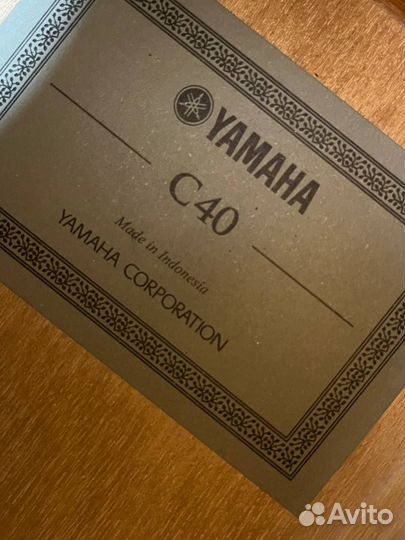 YAMAHA
C40
Made in Indonesia
YAMAHA CORPORATION
Avito